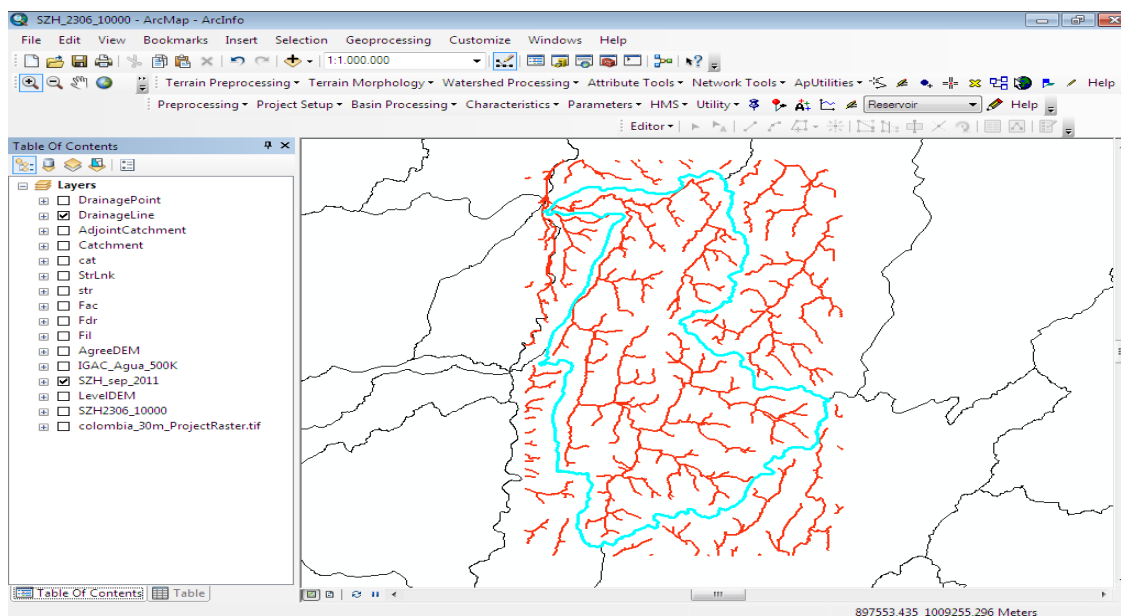 SZH_2306_10000 - ArcMap - ArcInfo
File Edit View Bookmarks Insert Selection Geoprocessing Customize Windows Help
1:1.000.000
Terrain Preprocessing Terrain Morphology Watershed Processing Attribute Tools Network Tools ApUtilities Help
Preprocessing Project Setup Basin Processing Characteristics Parameters HMS Utility Reservoir Help
Editor
Table Of Contents
Layers
DrainagePoint
DrainageLine
AdjointCatchment
Catchment
cat
StrLnk
str
Fac
Fdr
Fil
AgreeDEM
IGAC_Agua_500K
SZH_sep_2011
LevelDEM
SZH2306_10000
colombia_30m_ProjectRaster.tif
Table Of Contents Table
897553.435 1009255.296 Meters